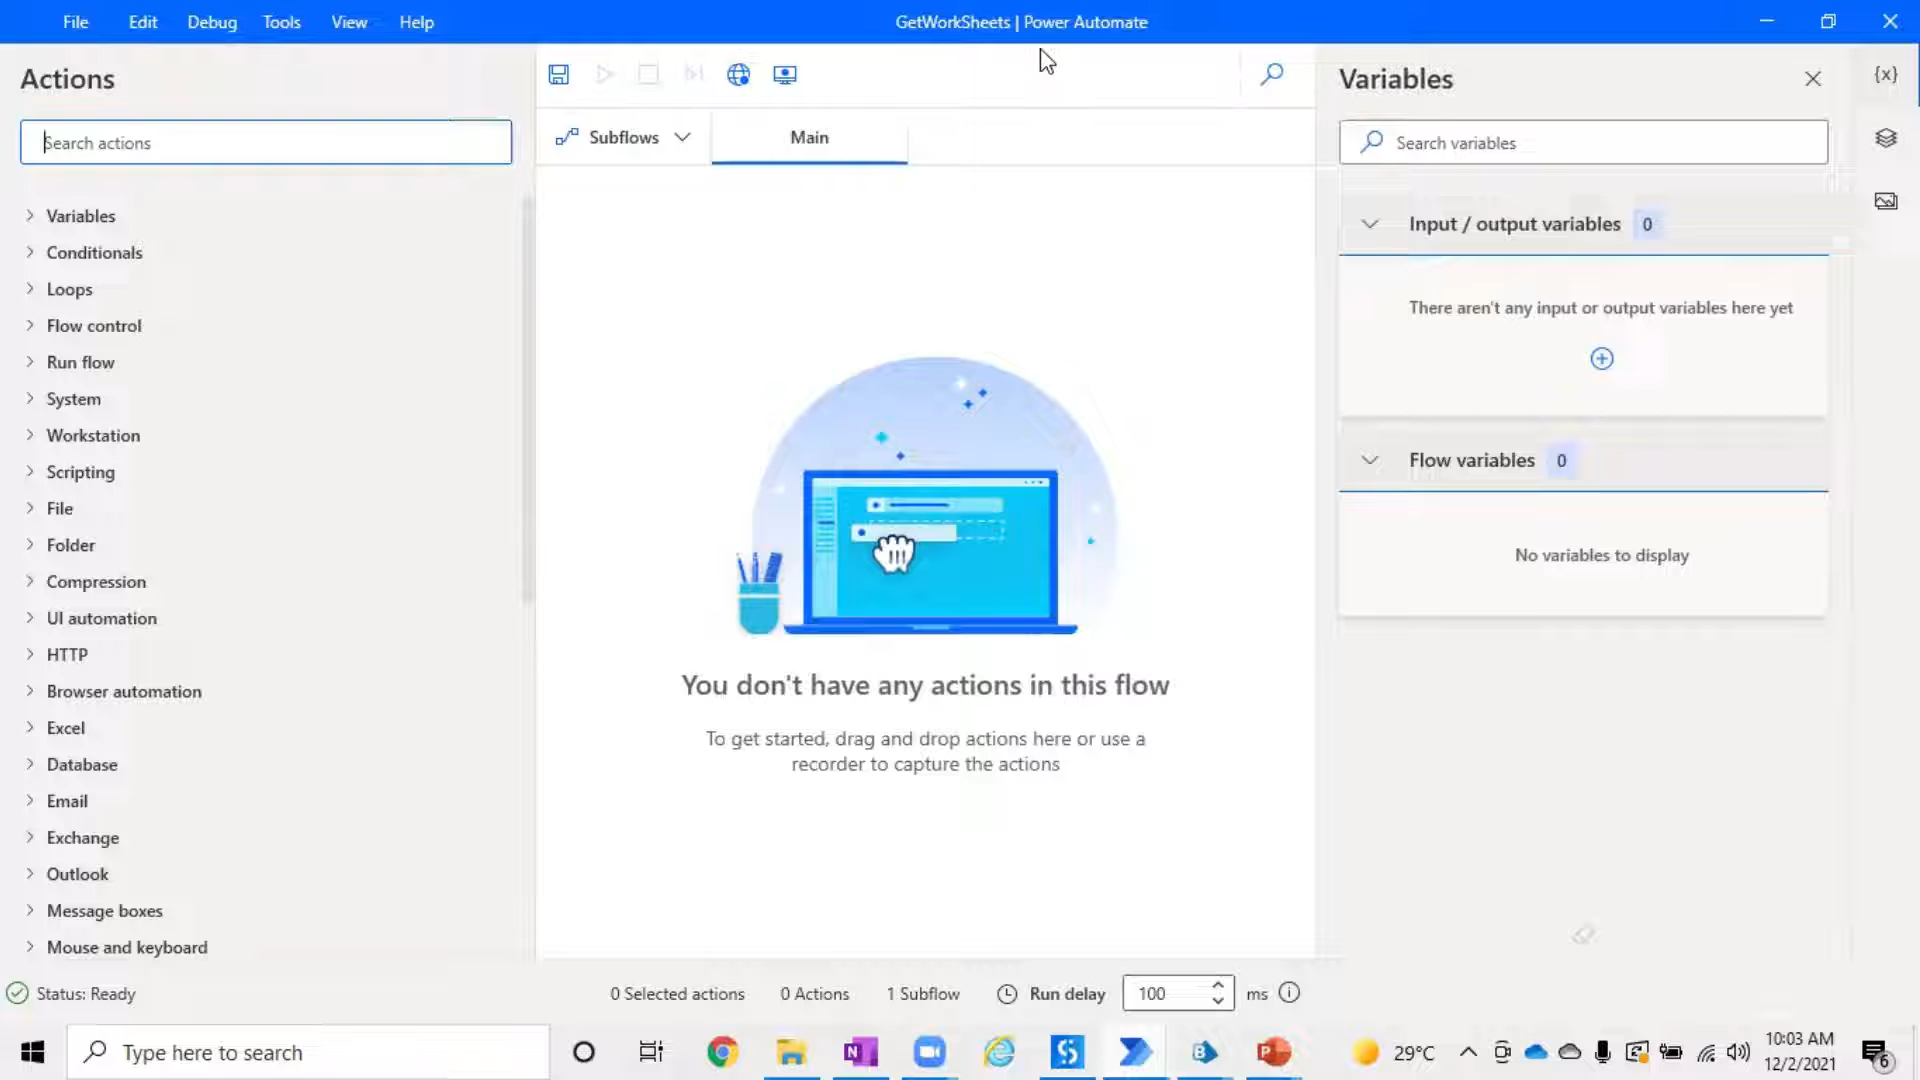 File Edit Debug Tools View Help
GetWorkSheets | Power Automate
Actions
Search actions
Variables
Conditionals
Loops
Flow control
Run flow
System
Workstation
Scripting
File
Folder
Compression
UI automation
HTTP
Browser automation
Excel
Database
Email
Exchange
Outlook
Message boxes
Mouse and keyboard
Subflows
Main
You don't have any actions in this flow
To get started, drag and drop actions here or use a
recorder to capture the actions
Variables
{x}
Search variables
Input / output variables 0
There aren't any input or output variables here yet
Flow variables 0
No variables to display
Status: Ready
0 Selected actions 0 Actions 1 Subflow Run delay 100 ms
Type here to search
29°C
10:03 AM
12/2/2021
6